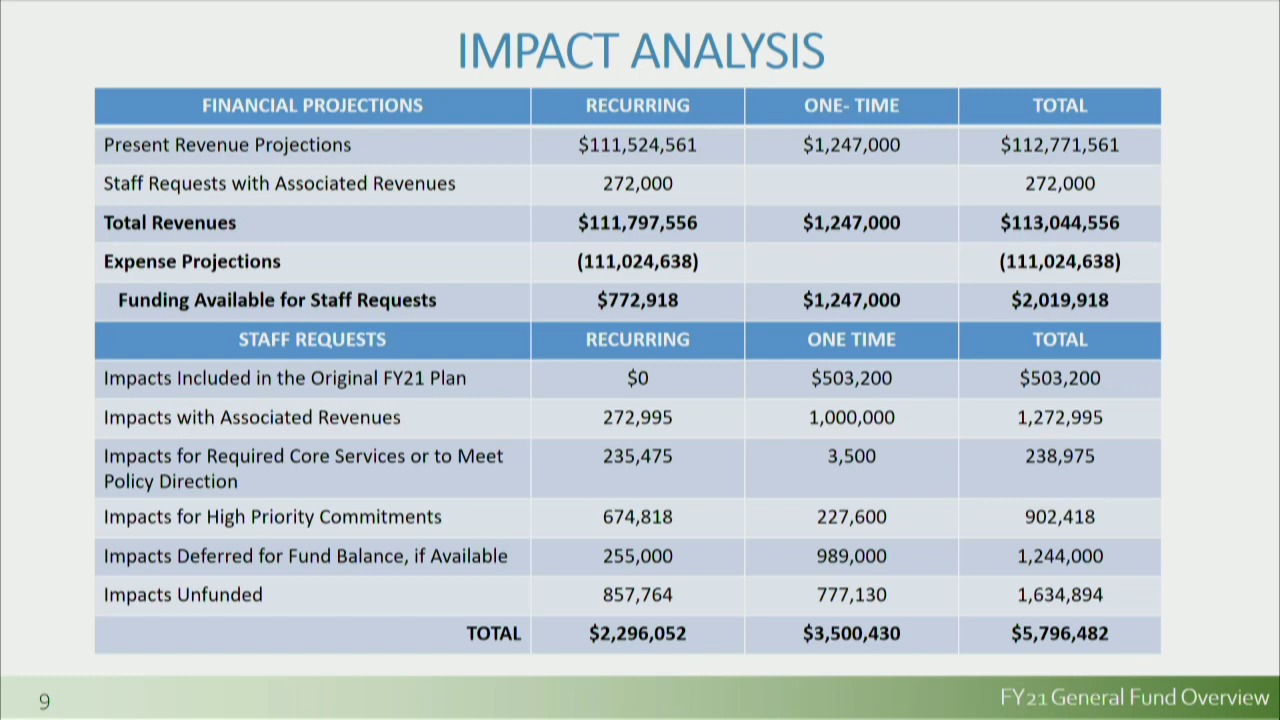 IMPACT ANALYSIS
FINANCIAL PROJECTIONS RECURRING ONE- TIME TOTAL
Present Revenue Projections $111,524,561 $1,247,000 $112,771,561
Staff Requests with Associated Revenues 272,000 272,000
Total Revenues $111,797,556 $1,247,000 $113,044,556
Expense Projections (111,024,638) (111,024,638)
Funding Available for Staff Requests $772,918 $1,247,000 $2,019,918
STAFF REQUESTS RECURRING ONE TIME TOTAL
Impacts Included in the Original FY21 Plan $0 $503,200 $503,200
Impacts with Associated Revenues 272,995 1,000,000 1,272,995
Impacts for Required Core Services or to Meet 235,475 3,500 238,975
Policy Direction
Impacts for High Priority Commitments 674,818 227,600 902,418
Impacts Deferred for Fund Balance, if Available 255,000 989,000 1,244,000
Impacts Unfunded 857,764 777,130 1,634,894
TOTAL $2,296,052 $3,500,430 $5,796,482
9 FY21 General Fund Overview